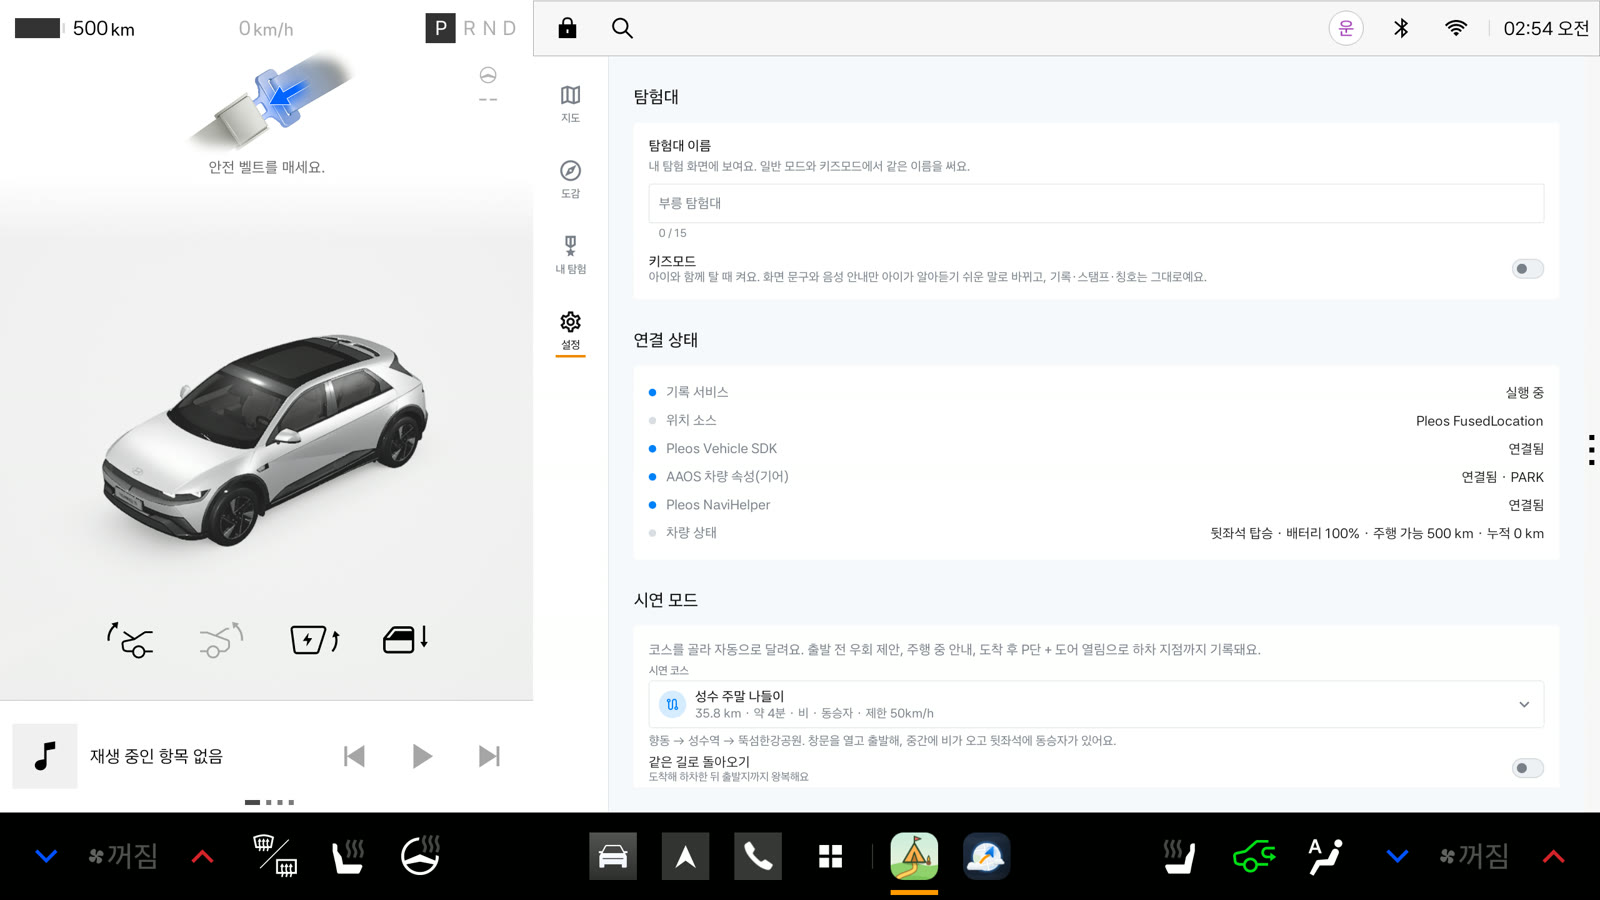 500 km
0 km/h
P R N D
운
02:54 오전
--
안전 벨트를 매세요.
재생 중인 항목 없음
지도
도감
내 탐험
설정
탐험대
탐험대 이름
내 탐험 화면에 보여요. 일반 모드와 키즈모드에서 같은 이름을 써요.
부릉 탐험대
0 / 15
키즈모드
아이와 함께 탈 때 켜요. 화면 문구와 음성 안내만 아이가 알아듣기 쉬운 말로 바뀌고, 기록·스탬프·칭호는 그대로예요.
연결 상태
기록 서비스 실행 중
위치 소스 Pleos FusedLocation
Pleos Vehicle SDK 연결됨
AAOS 차량 속성(기어) 연결됨 · PARK
Pleos NaviHelper 연결됨
차량 상태 뒷좌석 탑승 · 배터리 100% · 주행 가능 500 km · 누적 0 km
시연 모드
코스를 골라 자동으로 달려요. 출발 전 우회 제안, 주행 중 안내, 도착 후 P단 + 도어 열림으로 하차 지점까지 기록돼요.
시연 코스
성수 주말 나들이
35.8 km · 약 4분 · 비 · 동승자 · 제한 50km/h
향동 → 성수역 → 뚝섬한강공원. 창문을 열고 출발해, 중간에 비가 오고 뒷좌석에 동승자가 있어요.
같은 길로 돌아오기
도착해 하차한 뒤 출발지까지 왕복해요
꺼짐
A
꺼짐